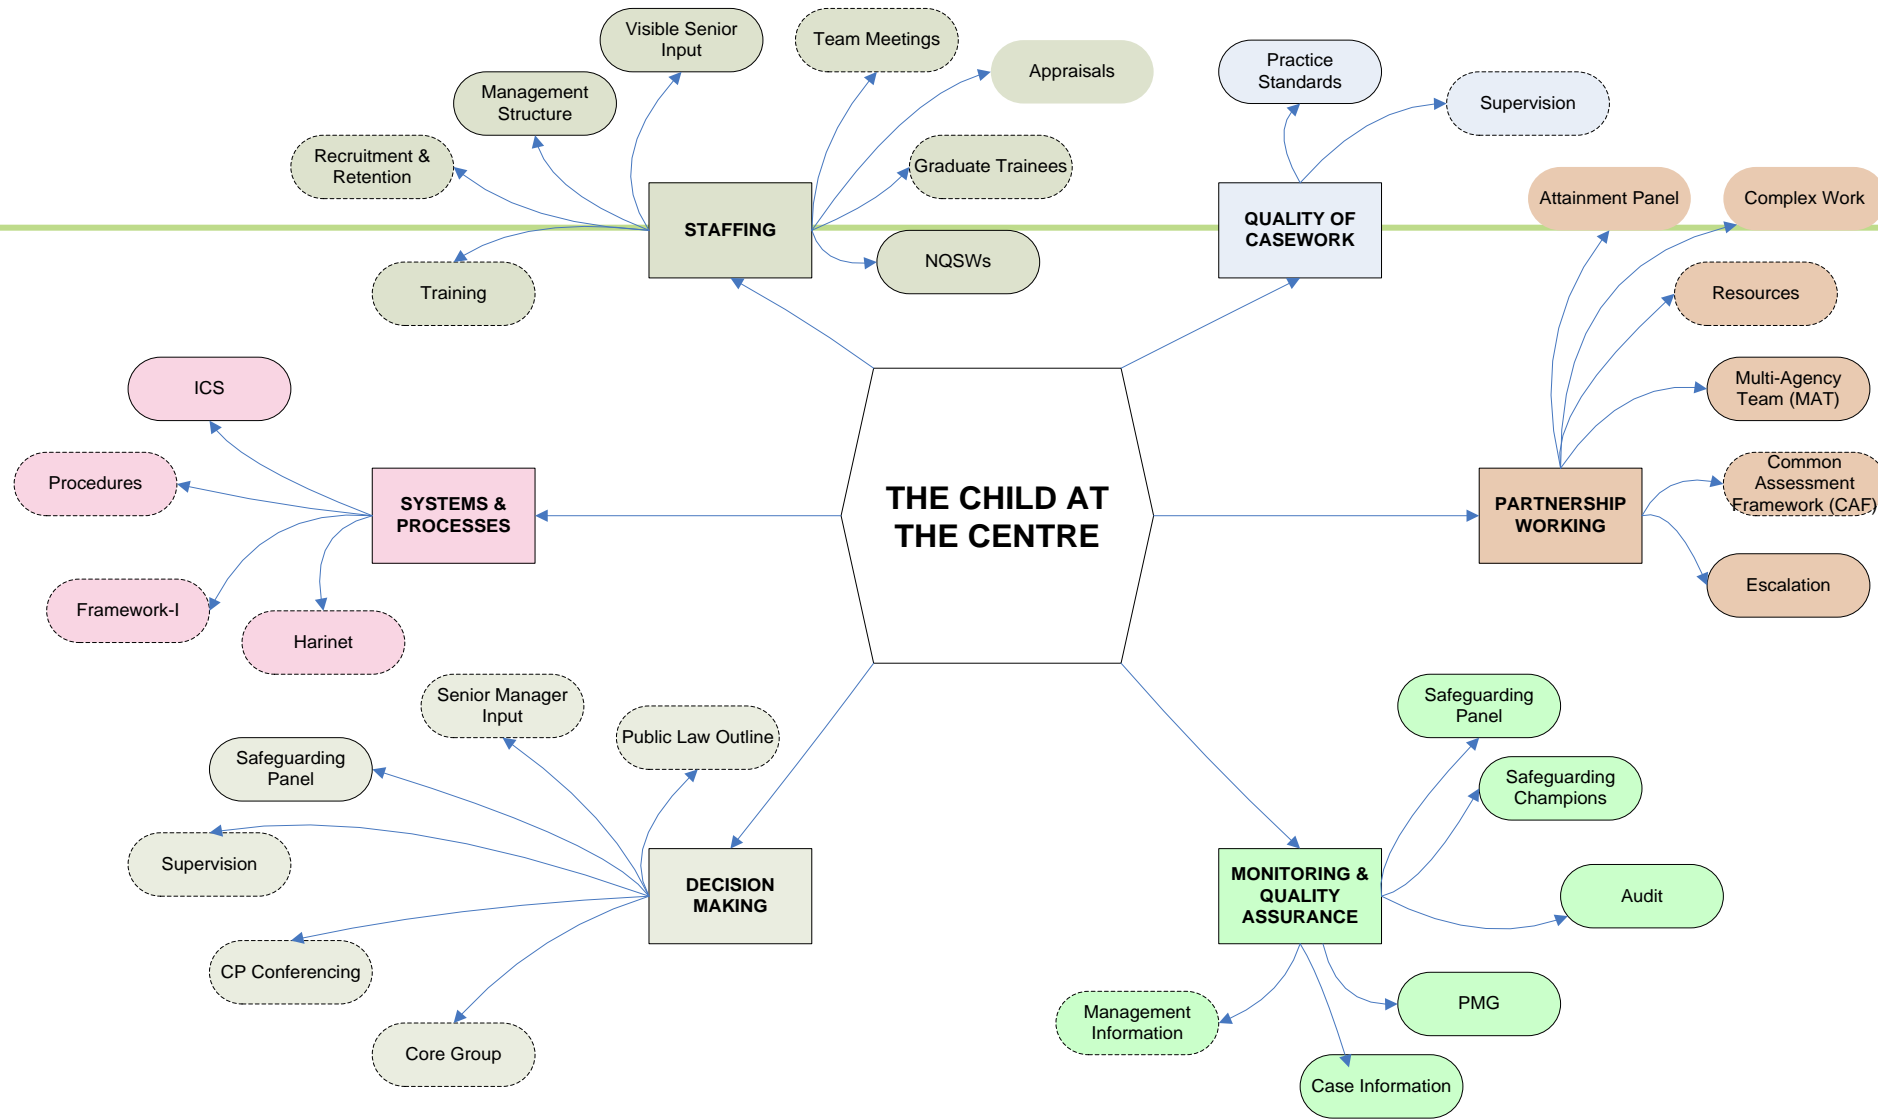 Visible Senior
Input
Team Meetings
Appraisals
Practice
Standards
Supervision
Management
Structure
Recruitment &
Retention
Graduate Trainees
Training
STAFFING
NQSWs
QUALITY OF
CASEWORK
Attainment Panel
Complex Work
Resources
Multi-Agency
Team (MAT)
Common
Assessment
Framework (CAF)
Escalation
PARTNERSHIP
WORKING
ICS
Procedures
Framework-I
Harinet
SYSTEMS &
PROCESSES
THE CHILD AT
THE CENTRE
Senior Manager
Input
Public Law Outline
Safeguarding
Panel
Supervision
CP Conferencing
Core Group
DECISION
MAKING
Safeguarding
Panel
Safeguarding
Champions
Audit
MONITORING &
QUALITY
ASSURANCE
PMG
Management
Information
Case Information